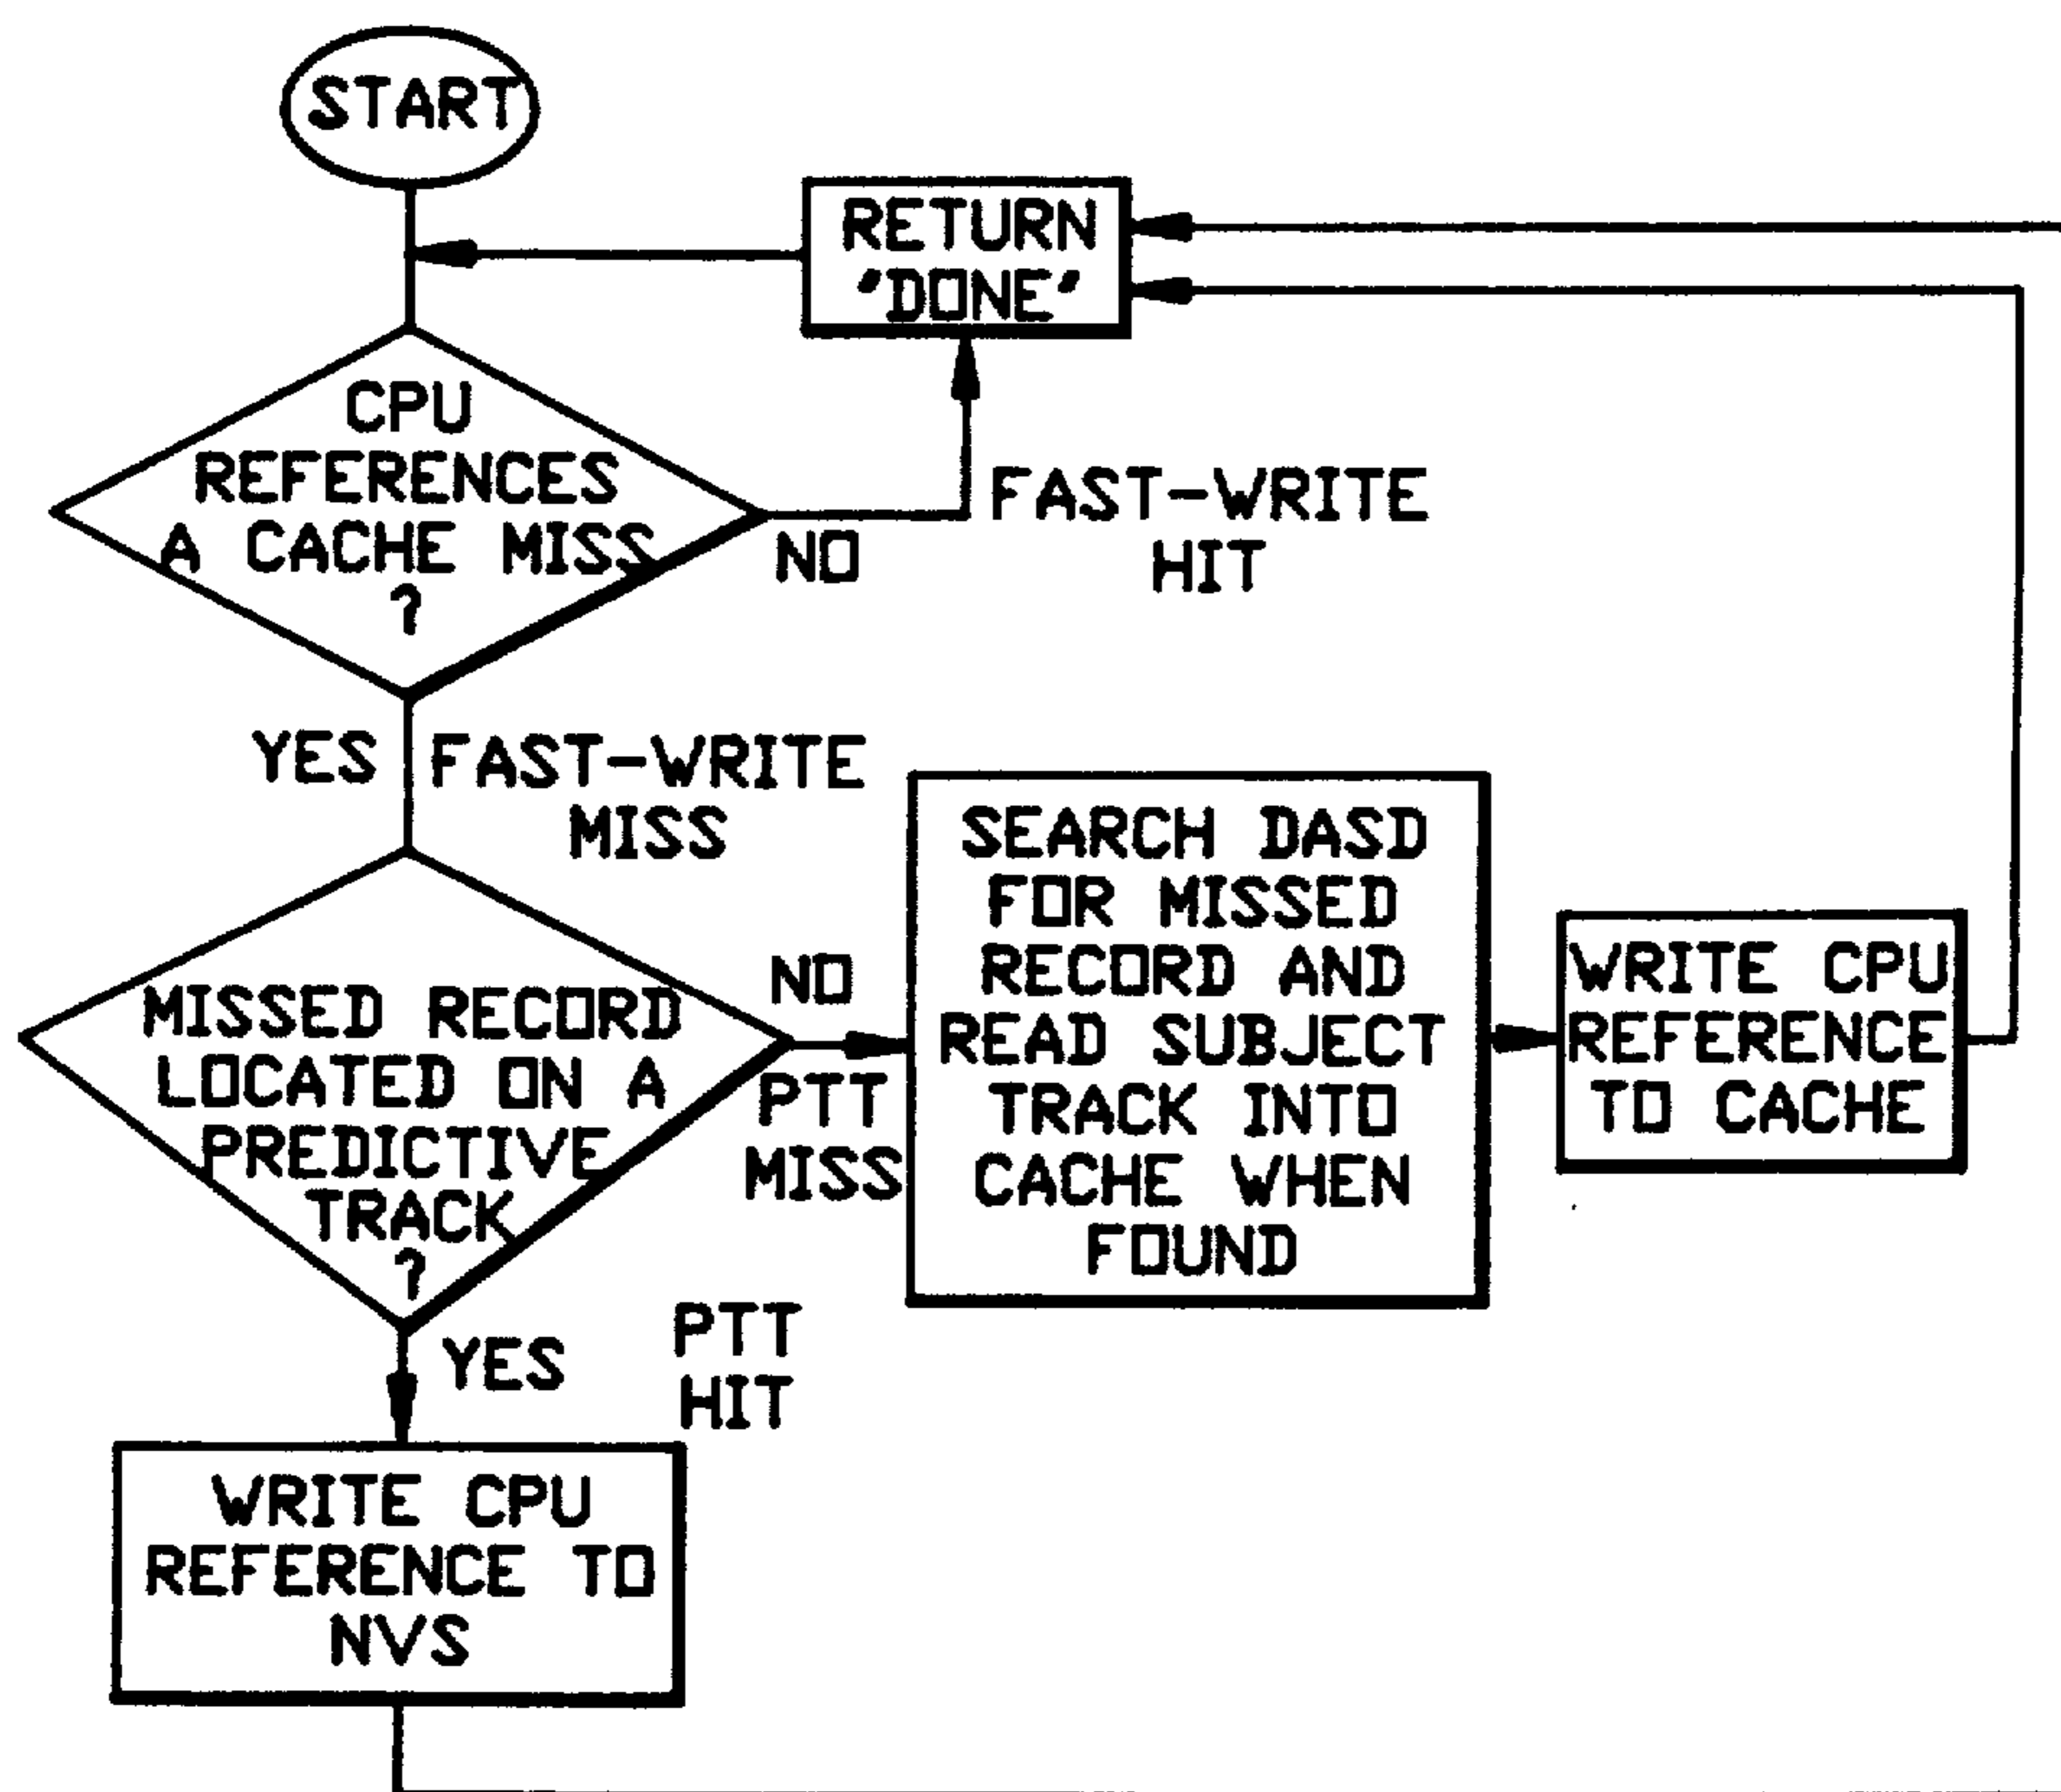 START
RETURN
'DONE'
CPU
REFERENCES
A CACHE MISS
?
NO
FAST-WRITE
HIT
YES
FAST-WRITE
MISS
MISSED RECORD
LOCATED ON A
PREDICTIVE
TRACK
?
NO
PTT
MISS
SEARCH DASD
FOR MISSED
RECORD AND
READ SUBJECT
TRACK INTO
CACHE WHEN
FOUND
WRITE CPU
REFERENCE
TO CACHE
YES
PTT
HIT
WRITE CPU
REFERENCE TO
NVS